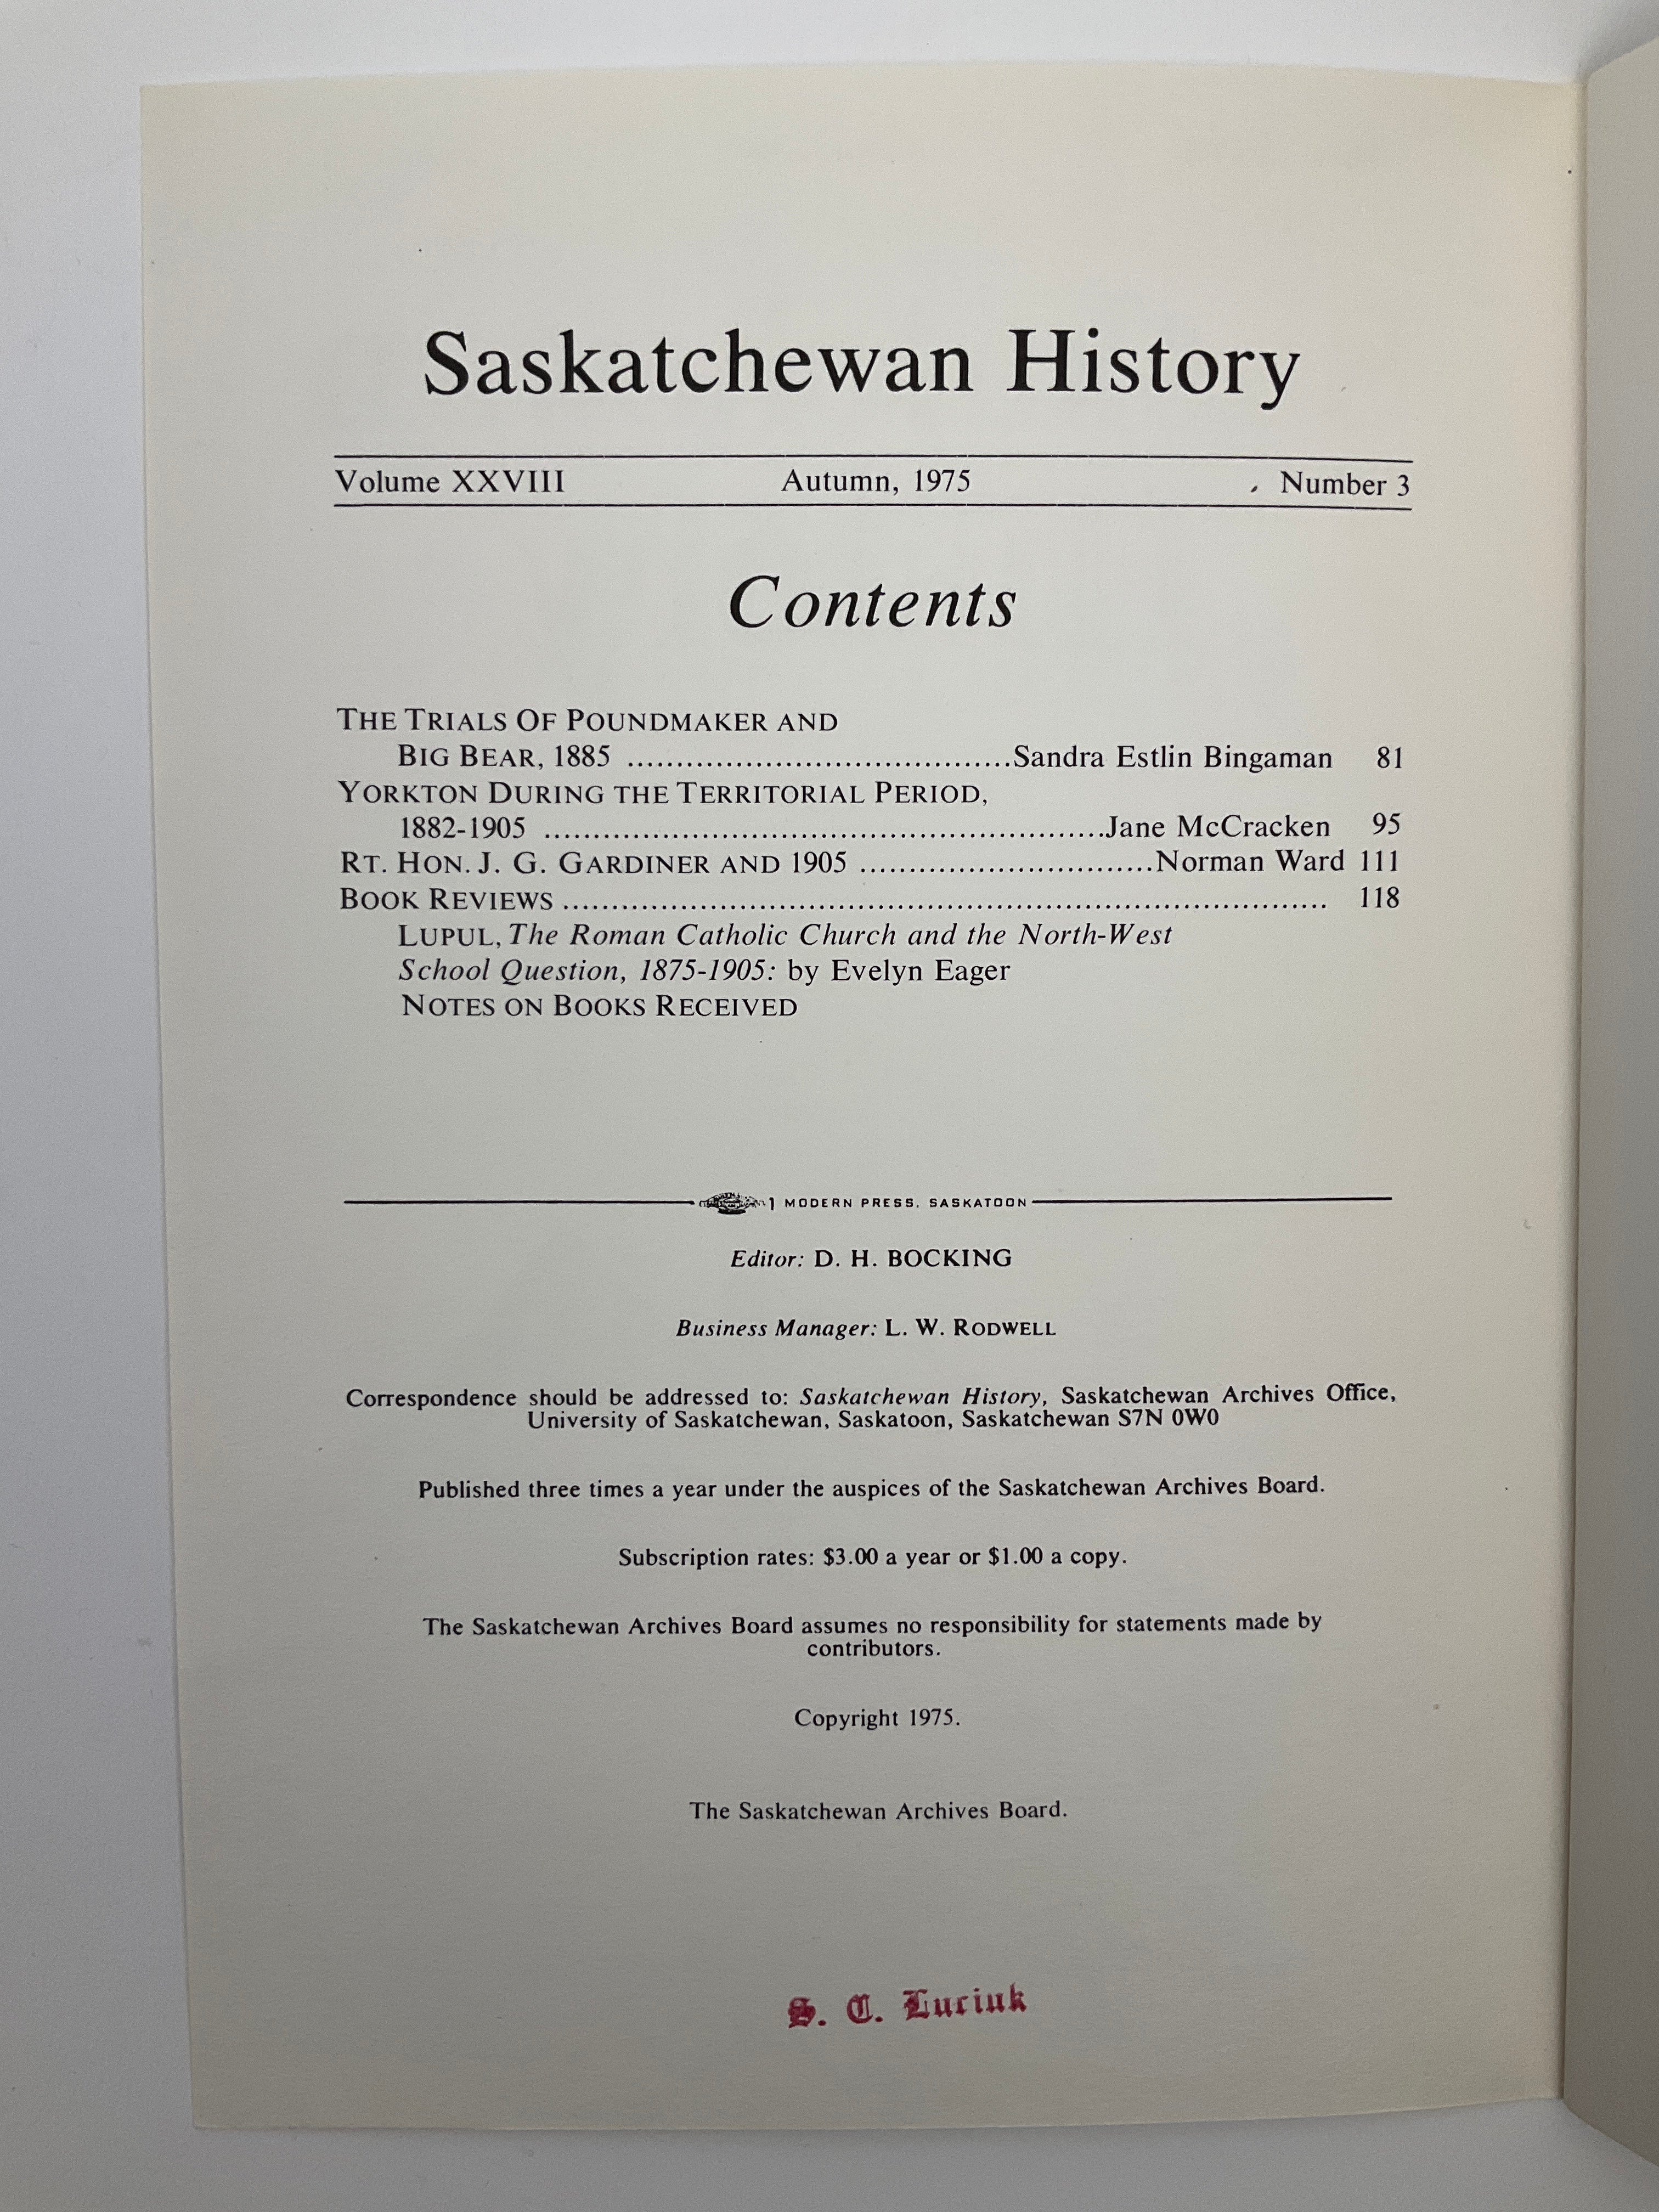 Saskatchewan History
Volume XXVIII Autumn, 1975 Number 3
Contents
THE TRIALS OF POUNDMAKER AND
BIG BEAR, 1885 ......................................Sandra Estlin Bingaman 81
YORKTON DURING THE TERRITORIAL PERIOD,
1882-1905 ........................................................Jane McCracken 95
RT. HON. J. G. GARDINER AND 1905 .............................Norman Ward 111
BOOK REVIEWS ............................................................................ 118
LUPUL, The Roman Catholic Church and the North-West
School Question, 1875-1905: by Evelyn Eager
NOTES ON BOOKS RECEIVED
1 MODERN PRESS, SASKATOON
Editor: D. H. BOCKING
Business Manager: L. W. RODWELL
Correspondence should be addressed to: Saskatchewan History, Saskatchewan Archives Office,
University of Saskatchewan, Saskatoon, Saskatchewan S7N 0W0
Published three times a year under the auspices of the Saskatchewan Archives Board.
Subscription rates: $3.00 a year or $1.00 a copy.
The Saskatchewan Archives Board assumes no responsibility for statements made by
contributors.
Copyright 1975.
The Saskatchewan Archives Board.
S. C. Luciuk